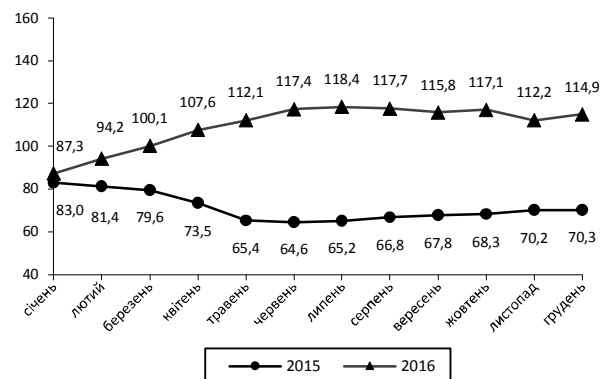 160
140
120
100
80
60
40
87,3
94,2
100,1
107,6
112,1
117,4
118,4
117,7
115,8
117,1
112,2
114,9
83,0
81,4
79,6
73,5
65,4
64,6
65,2
66,8
67,8
68,3
70,2
70,3
січень
лютий
березень
квітень
травень
червень
липень
серпень
вересень
жовтень
листопад
грудень
2015
2016